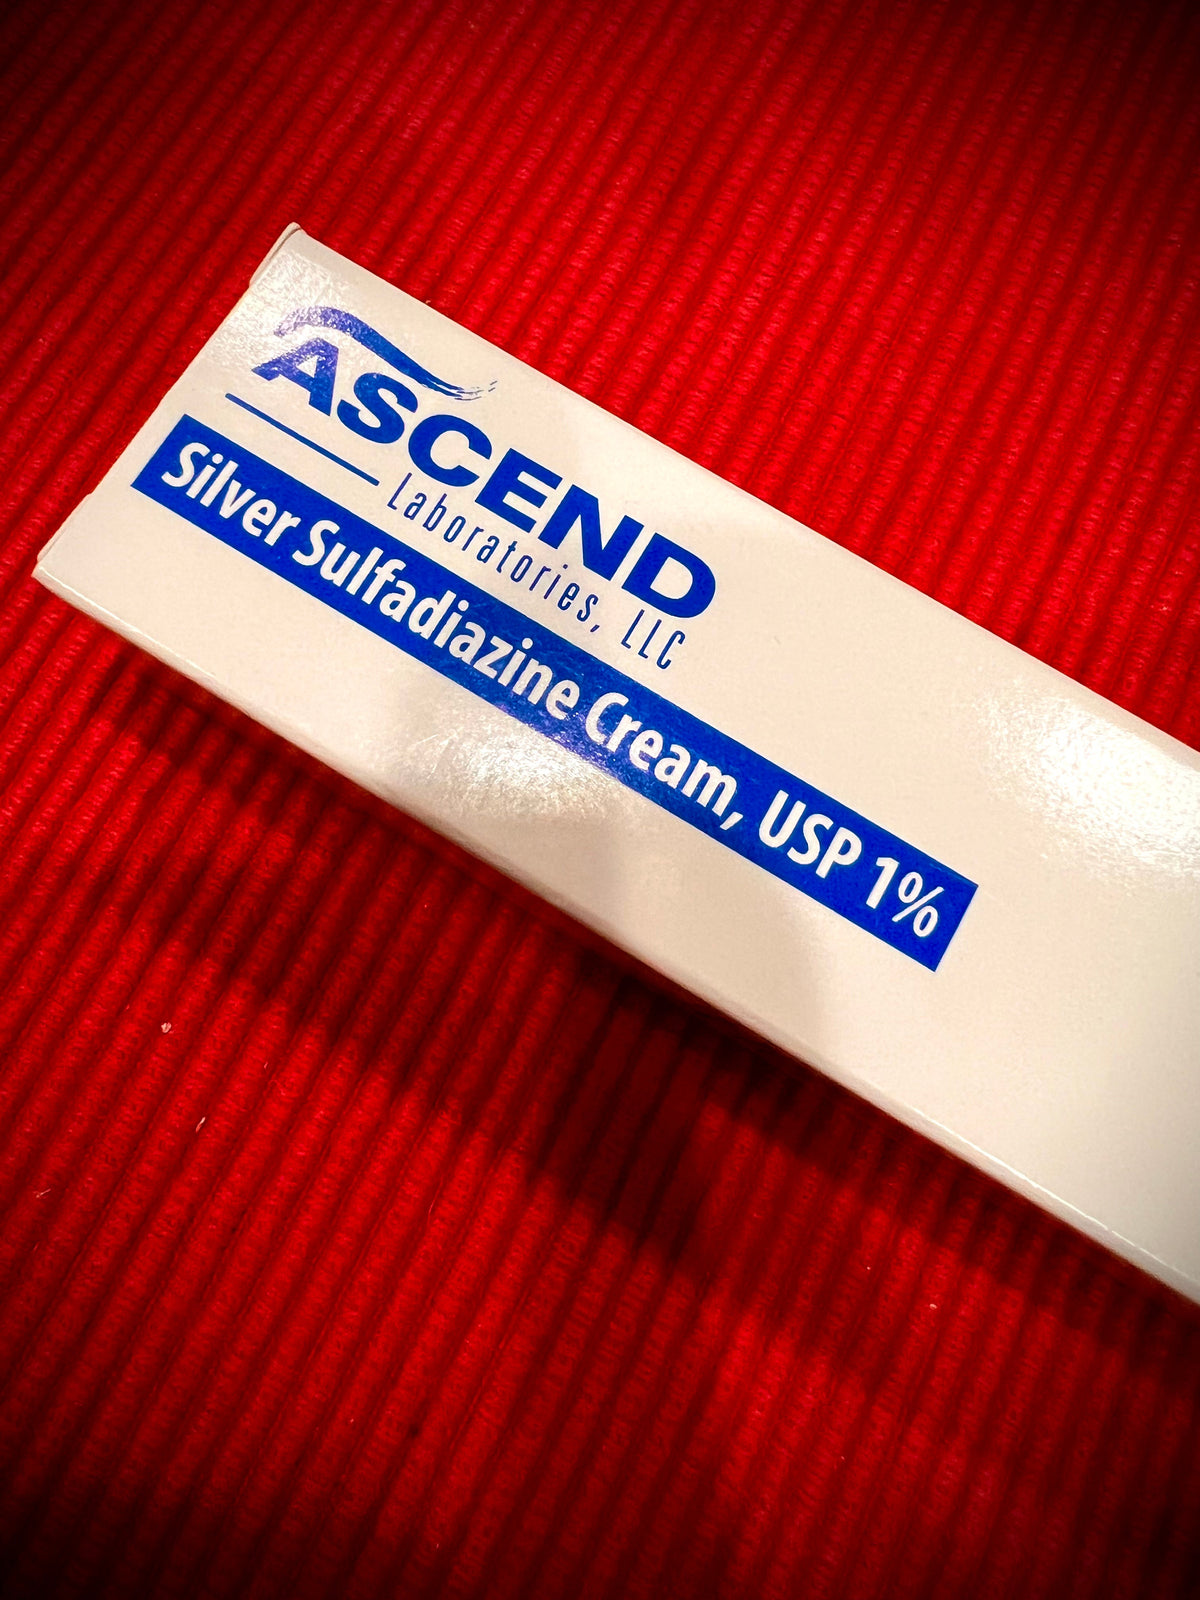 ASCEND
Laboratories, LLC
Silver Sulfadiazine Cream, USP 1%